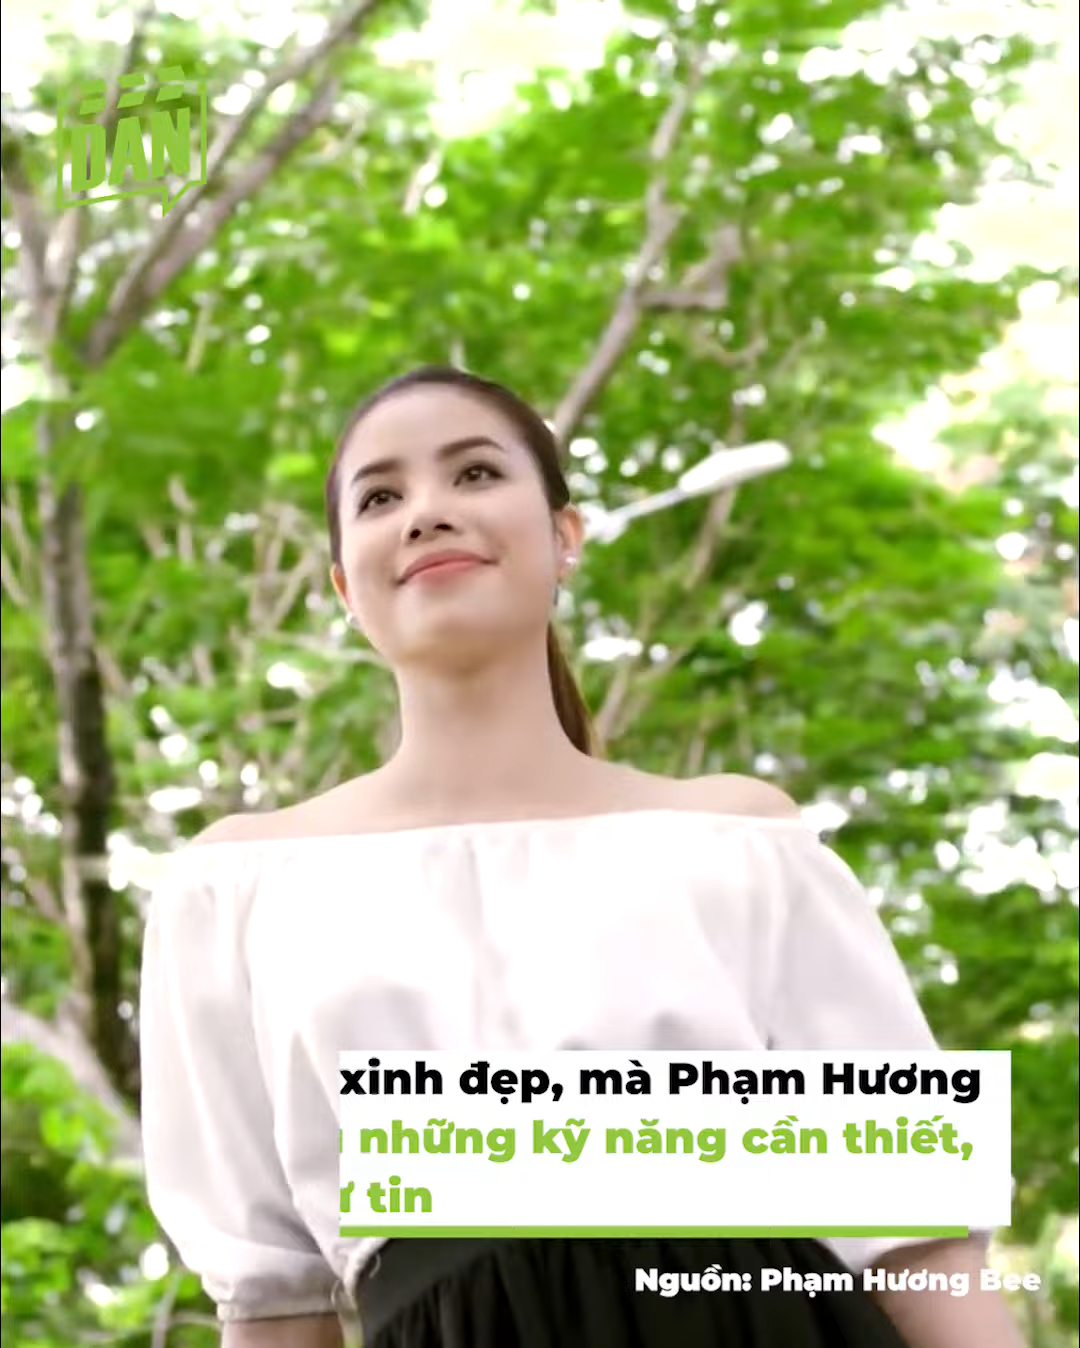 DAN
xinh đẹp, mà Phạm Hương
những kỹ năng cần thiết,
tin
Nguồn: Phạm Hương Bee